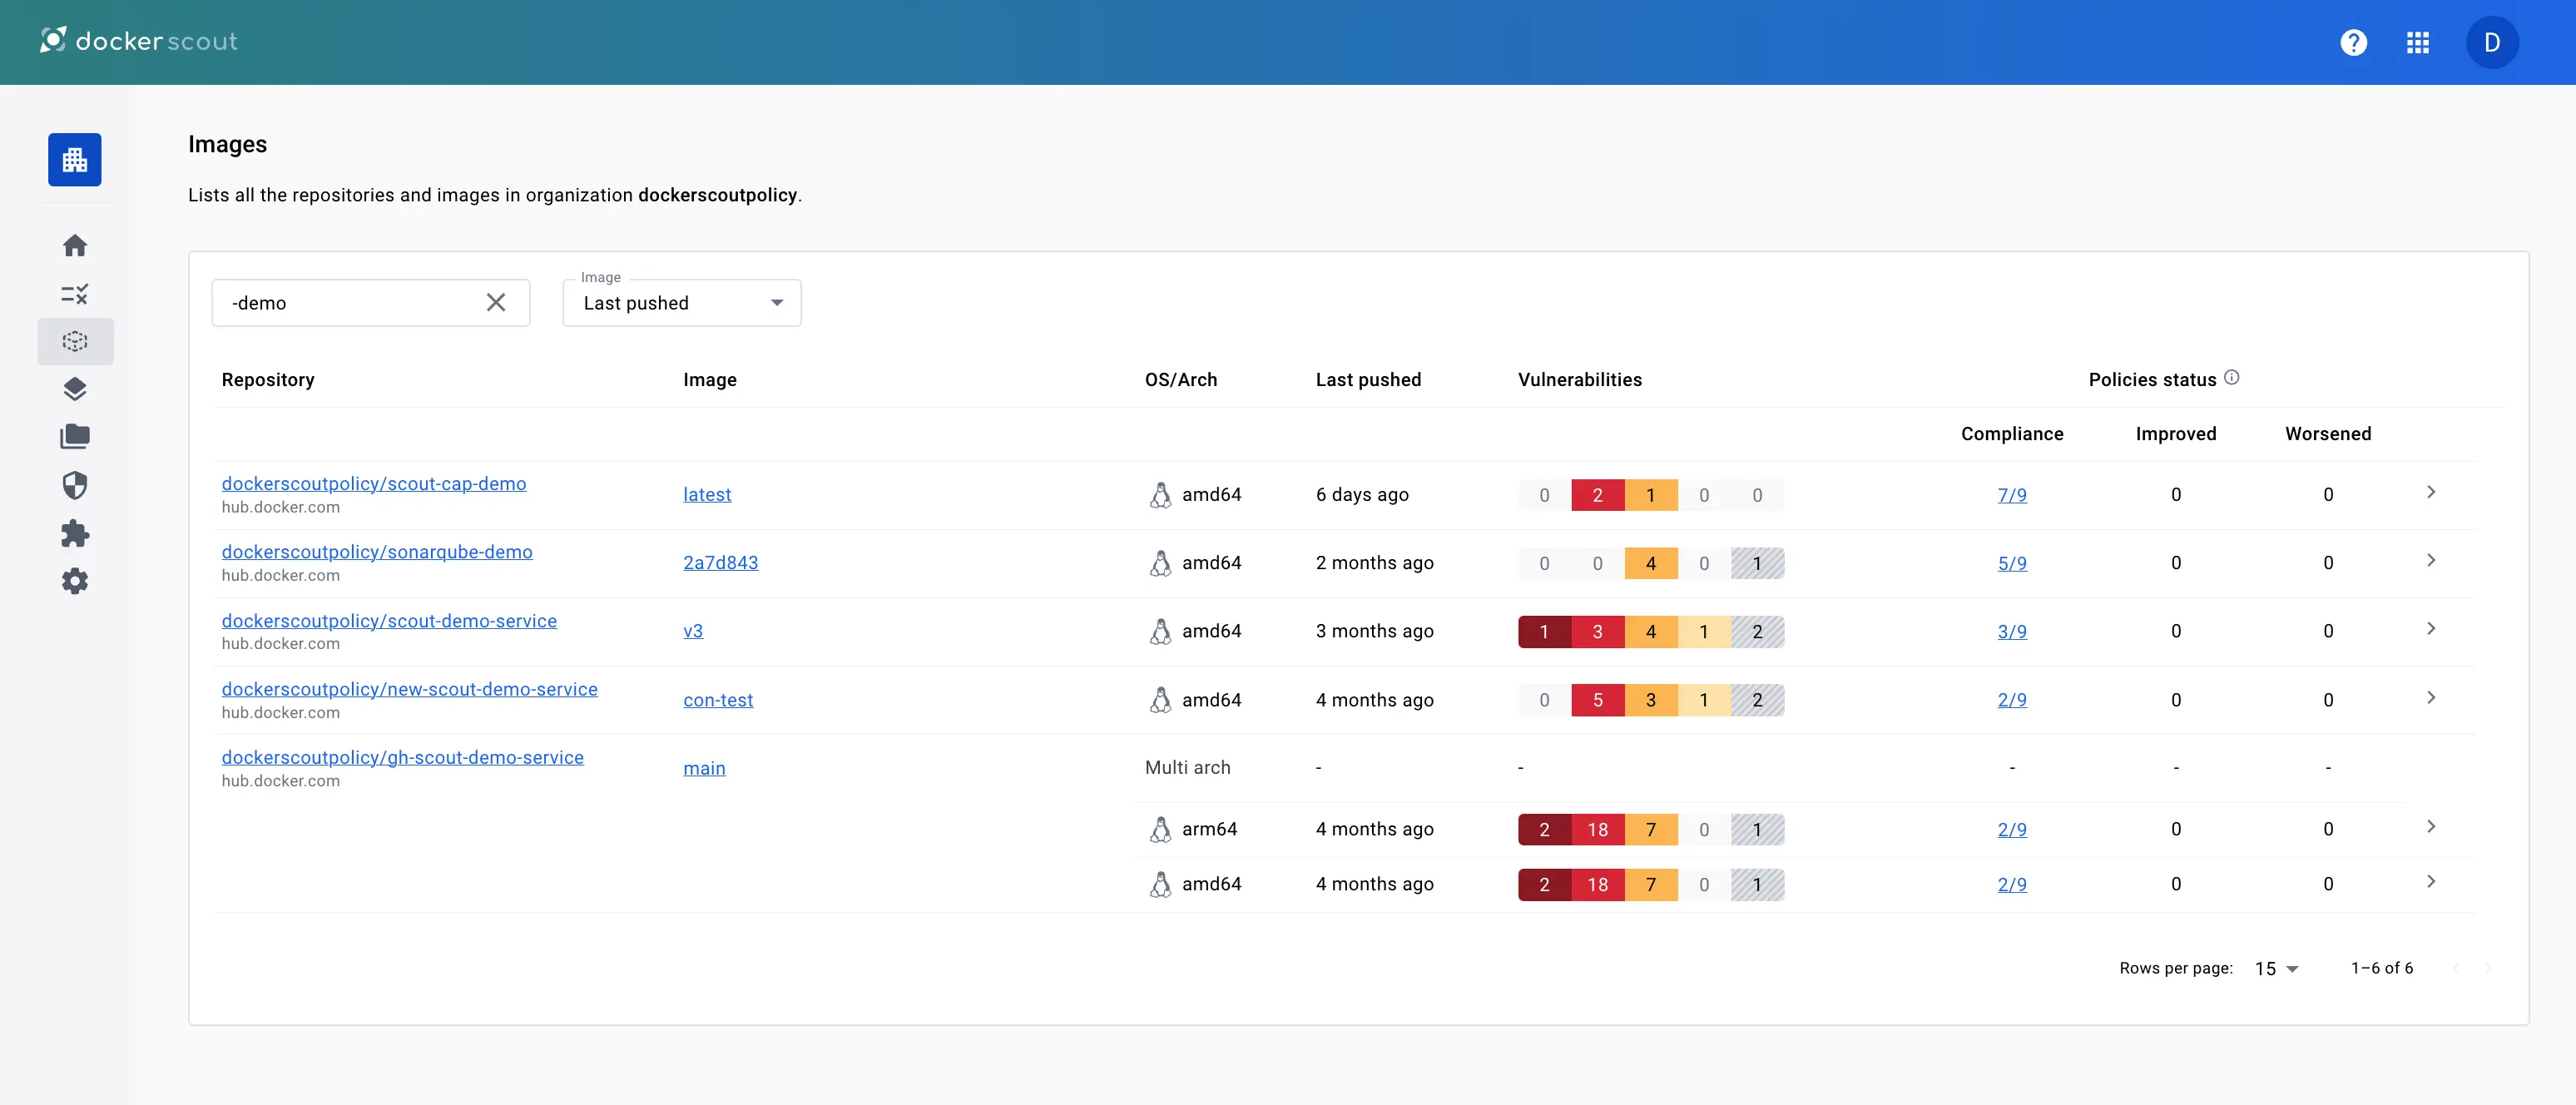 dockerscout
?
D
Images
Lists all the repositories and images in organization dockerscoutpolicy.
-demo
Image
Last pushed
Repository Image OS/Arch Last pushed Vulnerabilities Policies status
Compliance Improved Worsened
dockerscoutpolicy/scout-cap-demo
hub.docker.com
latest amd64 6 days ago 0 2 1 0 0 7/9 0 0
dockerscoutpolicy/sonarqube-demo
hub.docker.com
2a7d843 amd64 2 months ago 0 0 4 0 1 5/9 0 0
dockerscoutpolicy/scout-demo-service
hub.docker.com
v3 amd64 3 months ago 1 3 4 1 2 3/9 0 0
dockerscoutpolicy/new-scout-demo-service
hub.docker.com
con-test amd64 4 months ago 0 5 3 1 2 2/9 0 0
dockerscoutpolicy/gh-scout-demo-service
hub.docker.com
main Multi arch - - - - -
arm64 4 months ago 2 18 7 0 1 2/9 0 0
amd64 4 months ago 2 18 7 0 1 2/9 0 0
Rows per page: 15 1–6 of 6